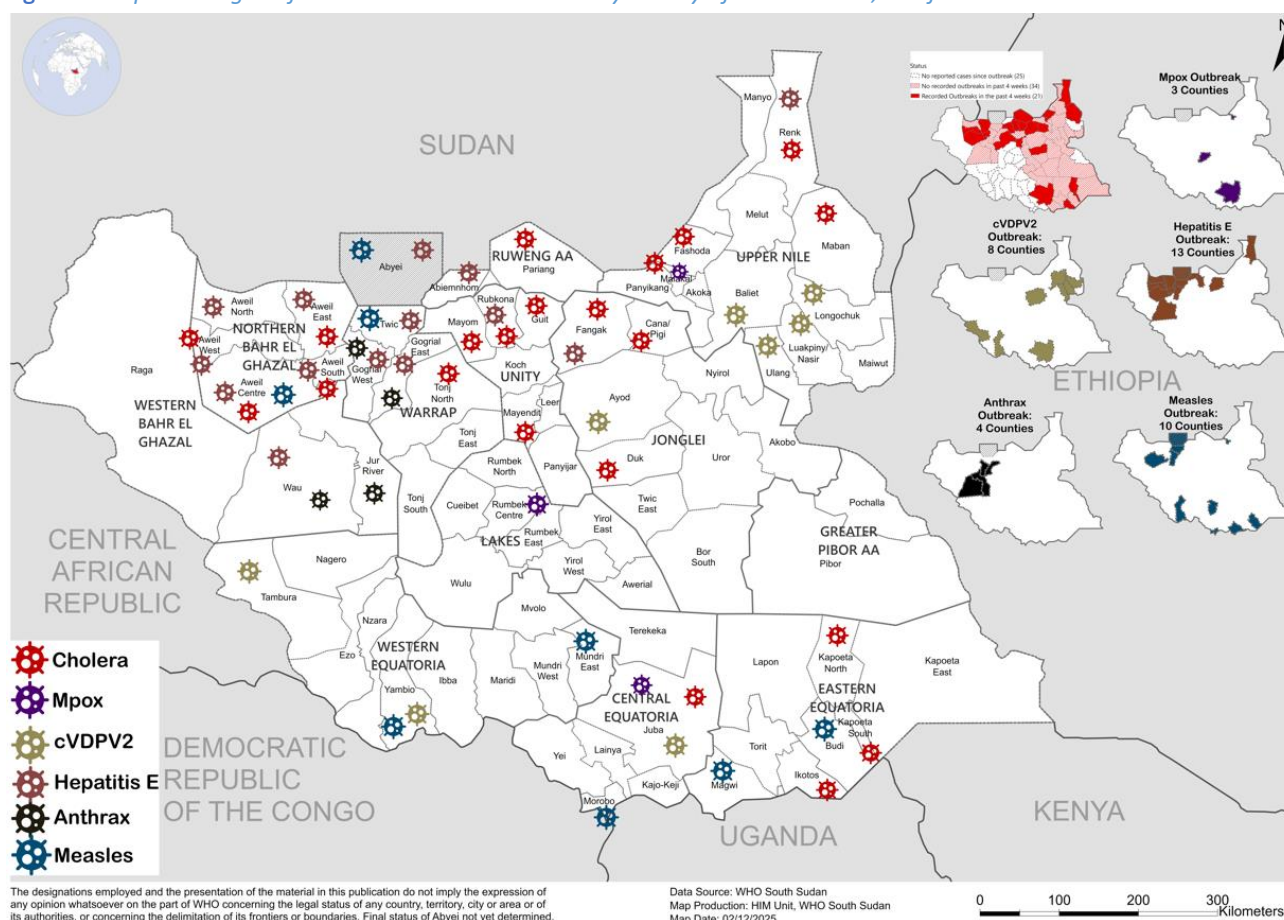 SUDAN
CENTRAL
AFRICAN
REPUBLIC
DEMOCRATIC
REPUBLIC
OF THE CONGO
UGANDA
KENYA
ETHIOPIA
Manyo
Renk
Melut
Maban
Fashoda
UPPER NILE
Panyikang
Malakal
Akoka
Baliet
Longochuk
Luakpiny/
Nasir
Maiwut
Ulang
RUWENG AA
Pariang
Abyei
Abiemnhom
Rubkona
Mayom
Guit
Koch
UNITY
Leer
Mayendit
Panyijar
Fangak
Cana/
Pigi
Nyirol
Ayod
JONGLEI
Akobo
Duk
Uror
Twic
East
Bor
South
Pochalla
GREATER
PIBOR AA
Pibor
Aweil
North
Aweil
East
NORTHERN
BAHR EL
GHAZAL
Aweil
West
Aweil
South
Aweil
Centre
Raga
WESTERN
BAHR EL
GHAZAL
Twic
Gogrial
East
Gogrial
West
Tonj
North
WARRAP
Tonj
East
Tonj
South
Jur
River
Wau
Rumbek
North
Cueibet
Rumbek
Centre
Rumbek
East
LAKES
Yirol
East
Yirol
West
Awerial
Wulu
Nagero
Tambura
Nzara
Ezo
WESTERN
EQUATORIA
Yambio
Ibba
Maridi
Mvolo
Mundri
West
Mundri
East
Terekeka
CENTRAL
EQUATORIA
Juba
Yei
Lainya
Morobo
Kajo-Keji
Lapon
Kapoeta
North
Kapoeta
East
EASTERN
EQUATORIA
Kapoeta
South
Budi
Torit
Ikotos
Magwi
Status
No reported cases since outbreak (25)
No recorded outbreaks in past 4 weeks (34)
Recorded Outbreaks in the past 4 weeks (21)
Mpox Outbreak
3 Counties
cVDPV2
Outbreak:
8 Counties
Hepatitis E
Outbreak:
13 Counties
Anthrax
Outbreak:
4 Counties
Measles
Outbreak:
10 Counties
Cholera
Mpox
cVDPV2
Hepatitis E
Anthrax
Measles
The designations employed and the presentation of the material in this publication do not imply the expression of
any opinion whatsoever on the part of WHO concerning the legal status of any country, territory, city or area or of
its authorities, or concerning the delimitation of its frontiers or boundaries. Final status of Abyei not yet determined.
Data Source: WHO South Sudan
Map Production: HIM Unit, WHO South Sudan
Map Date: 02/12/2025
0 100 200 300
Kilometers